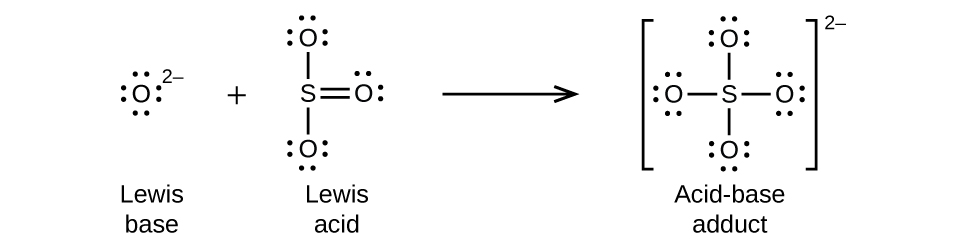 O 2–
+
O
S O
O
O
O S O
O
2–
Lewis
base
Lewis
acid
Acid-base
adduct